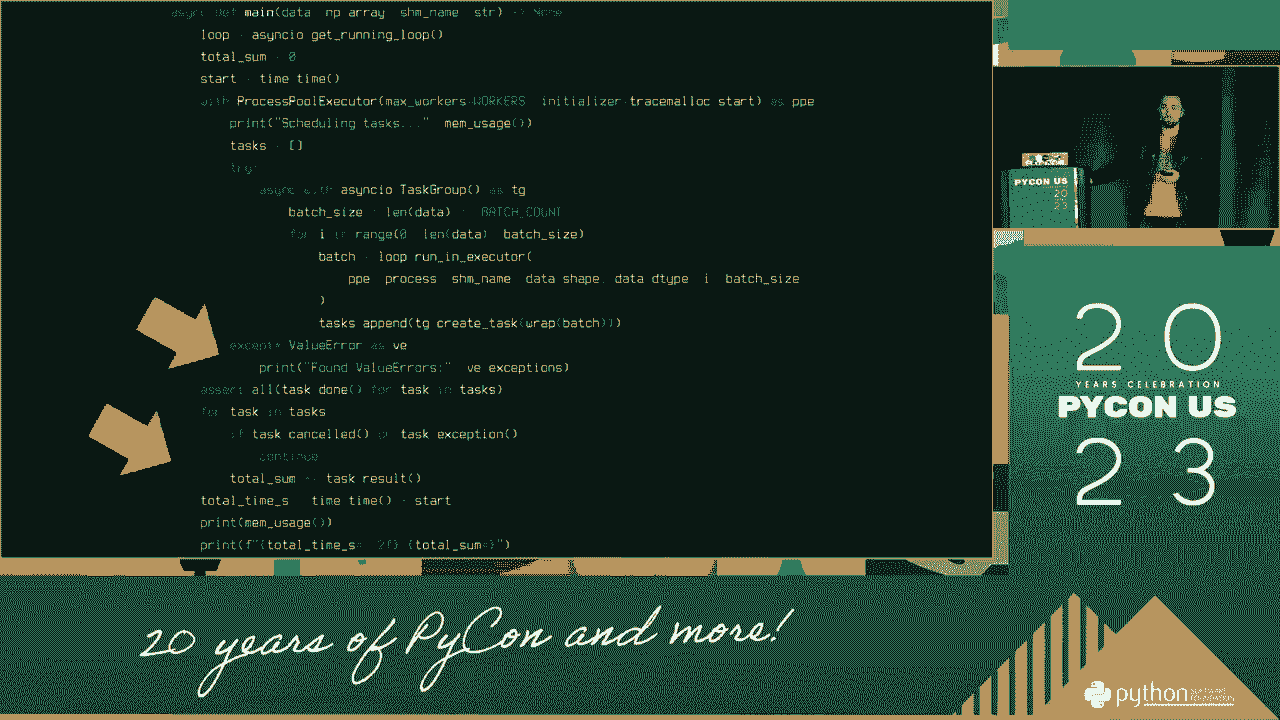 async def main(data np array shm_name str) -> None
loop = asyncio get_running_loop()
total_sum = 0
start = time time()
with ProcessPoolExecutor(max_workers=WORKERS initializer=tracemalloc start) as ppe
print("Scheduling tasks..." mem_usage())
tasks = []
try:
async with asyncio TaskGroup() as tg
batch_size = len(data) BATCH_COUNT
for i in range(0 len(data) batch_size)
batch = loop run_in_executor(
ppe process shm_name data shape, data dtype i batch_size
)
tasks append(tg create_task(wrap(batch)))
except* ValueError as ve
print("Found ValueErrors:" ve exceptions)
assert all(task done() for task in tasks)
for task in tasks
if task cancelled() or task exception()
continue
total_sum += task result()
total_time_s = time time() - start
print(mem_usage())
print(f"{total_time_s= 2f} {total_sum=}")
PYCON US
20
23
20
YEARS CELEBRATION
PYCON US
23
20 years of PyCon and more!
python SOFTWARE FOUNDATION